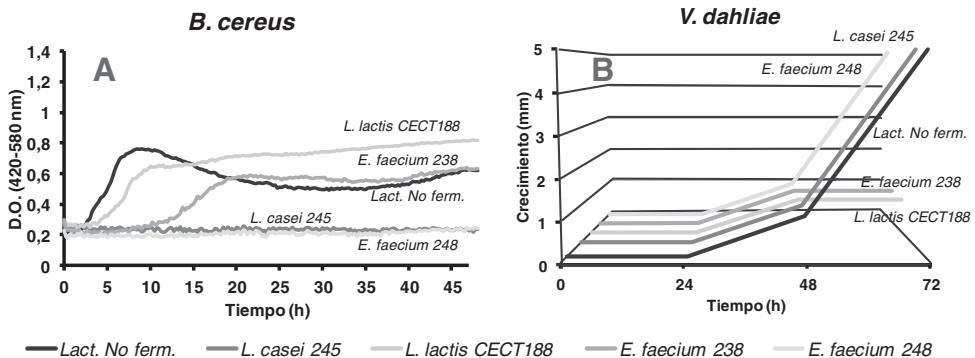 B. cereus
V. dahliae
A
D.O. (420-580 nm)
1,4
1,2
1
0,8
0,6
0,4
0,2
0
L. lactis CECT188
E. faecium 238
Lact. No ferm.
L. casei 245
E. faecium 248
0 5 10 15 20 25 30 35 40 45
Tiempo (h)
B
Crecimiento (mm)
5
4
3
2
1
0
L. casei 245
E. faecium 248
Lact. No ferm.
E. faecium 238
L. lactis CECT188
0 24 48 72
Tiempo (h)
Lact. No ferm. L. casei 245 L. lactis CECT188 E. faecium 238 E. faecium 248